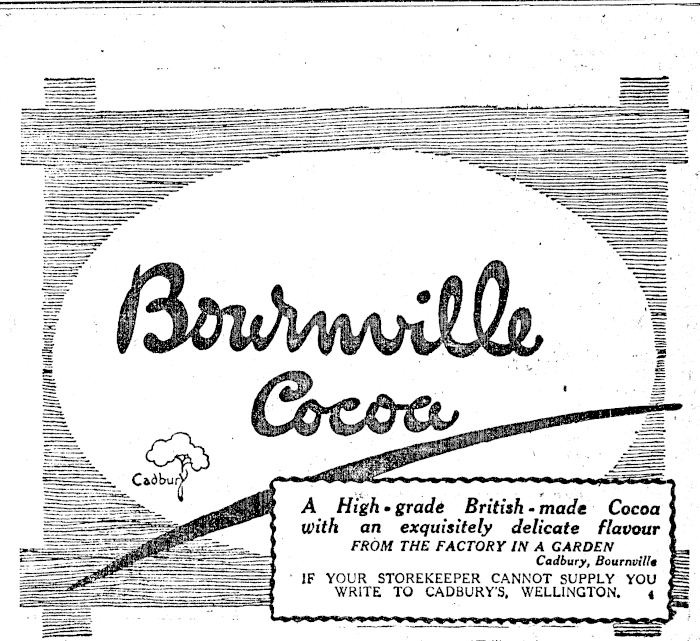 Bournville
Cocoa
Cadbury
A High-grade British-made Cocoa
with an exquisitely delicate flavour
FROM THE FACTORY IN A GARDEN
Cadbury, Bournville
IF YOUR STOREKEEPER CANNOT SUPPLY YOU
WRITE TO CADBURY'S, WELLINGTON. 4